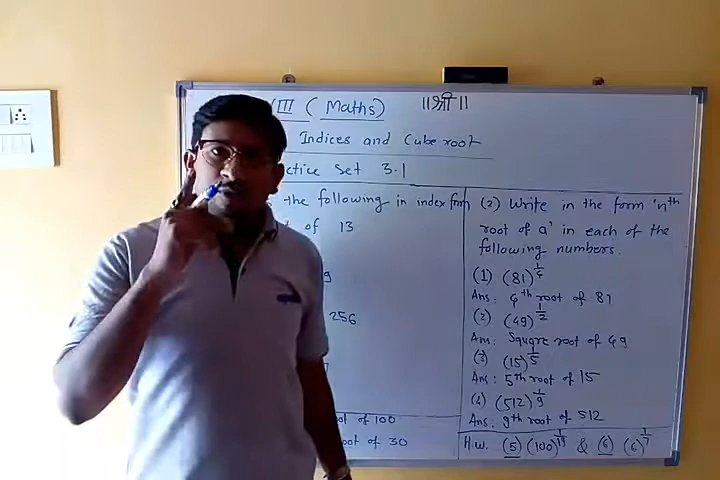 III ( Maths)
॥श्री॥
Indices and Cube root
ctice Set 3.1
the following in index form
of 13
9
256
of 100
oot of 30
(2) Write in the form 'nth
root of a' in each of the
following numbers.
(1) (81)^1/4
Ans: 4th root of 81
(2) (49)^1/2
Ans: Square root of 49
(3) (15)^1/5
Ans: 5th root of 15
(4) (512)^1/9
Ans: 9th root of 512
H.W. (5) (100)^1/19 & (6) (6)^1/7